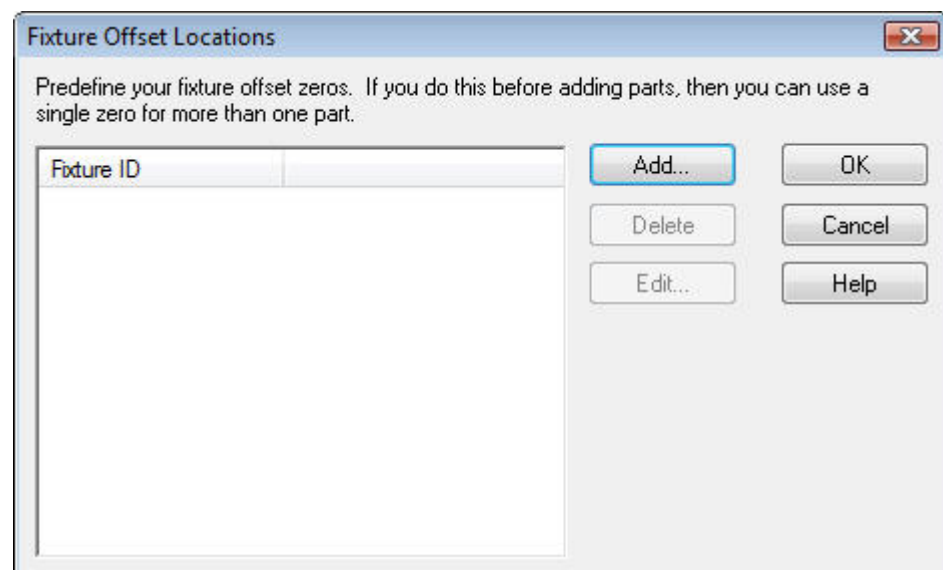 Fixture Offset Locations
Predefine your fixture offset zeros. If you do this before adding parts, then you can use a
single zero for more than one part.
Fixture ID
Add...
OK
Delete
Cancel
Edit...
Help